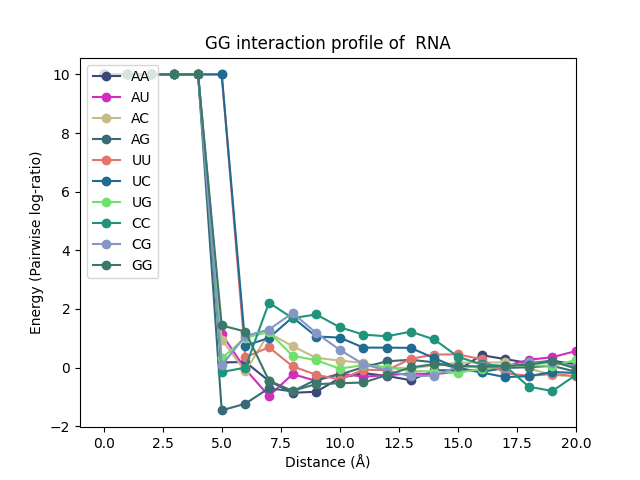 GG interaction profile of  RNA
10
8
6
4
2
0
−2
Energy (Pairwise log-ratio)
AA
AU
AC
AG
UU
UC
UG
CC
CG
GG
0.0 2.5 5.0 7.5 10.0 12.5 15.0 17.5 20.0
Distance (Å)